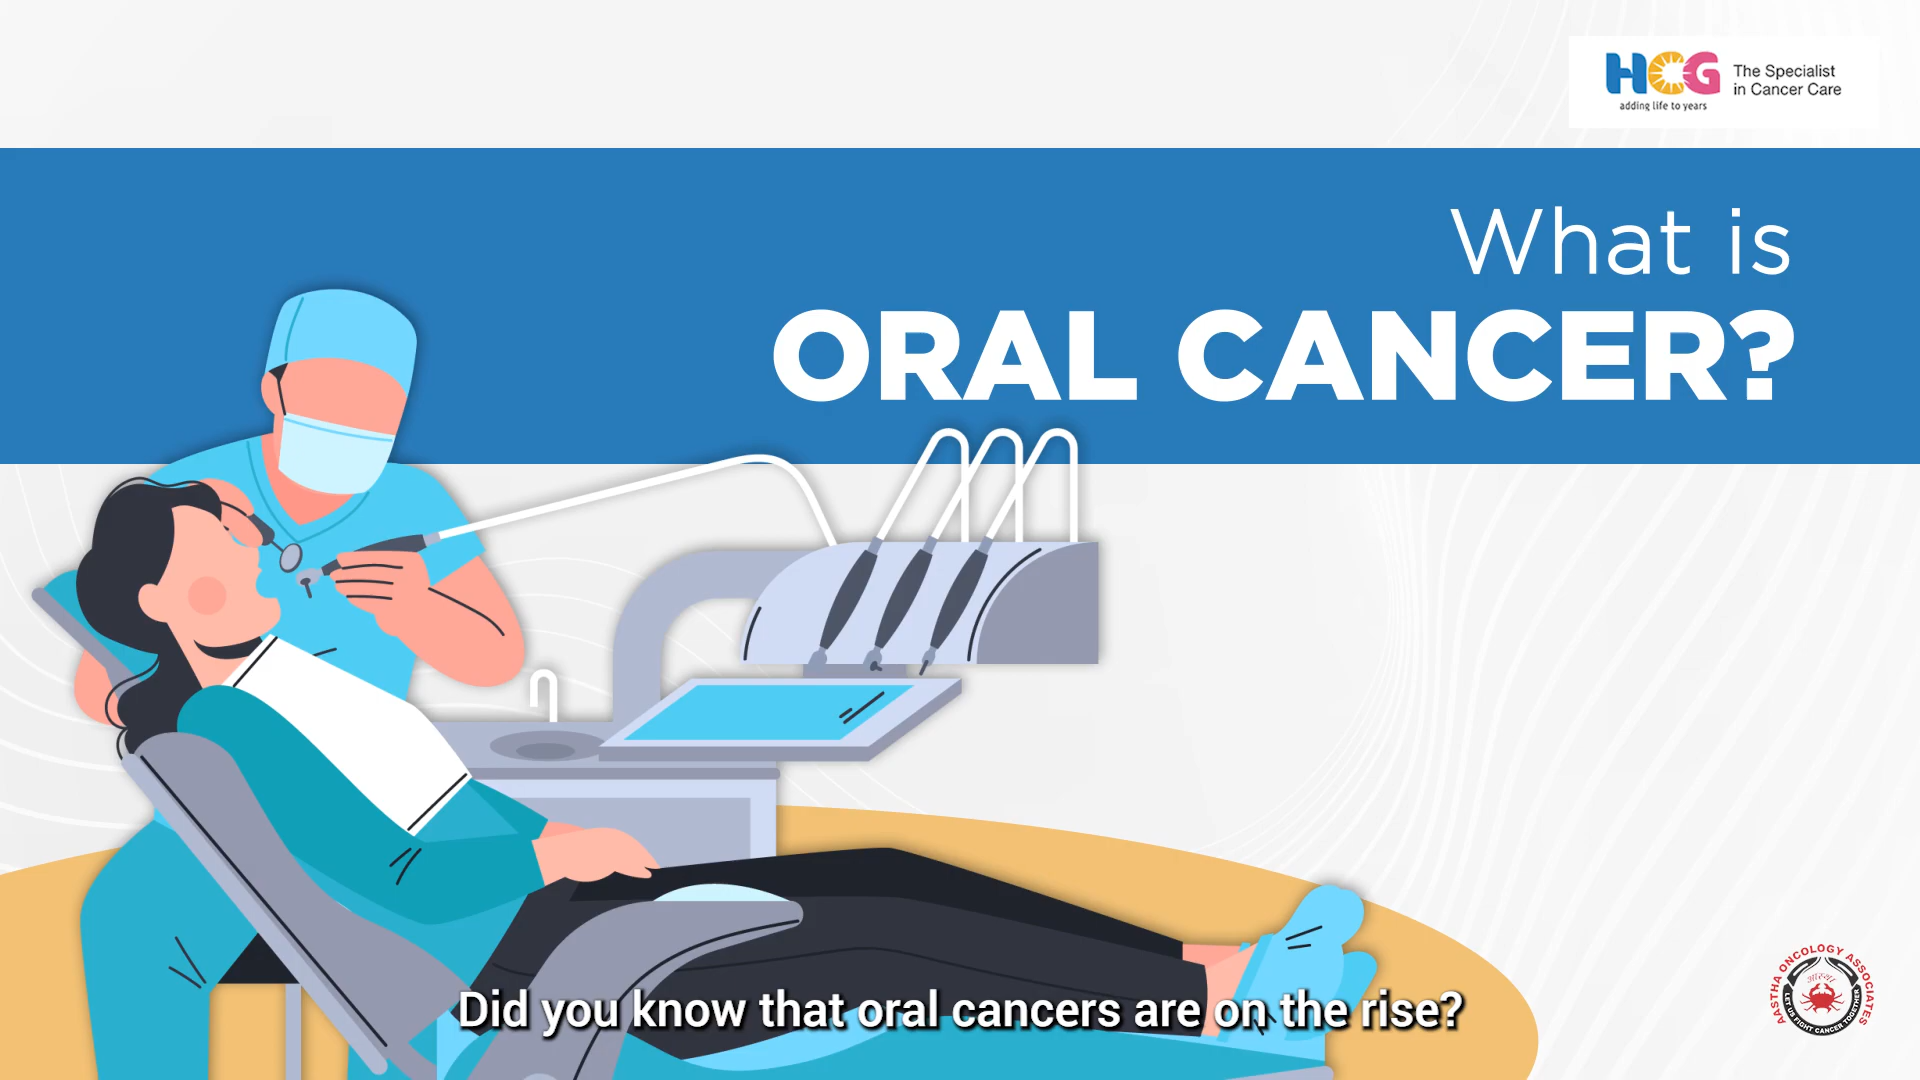 HCG
adding life to years
The Specialist
in Cancer Care
What is
ORAL CANCER?
Did you know that oral cancers are on the rise?
AASTHA ONCOLOGY ASSOCIATES
LET US FIGHT CANCER TOGETHER